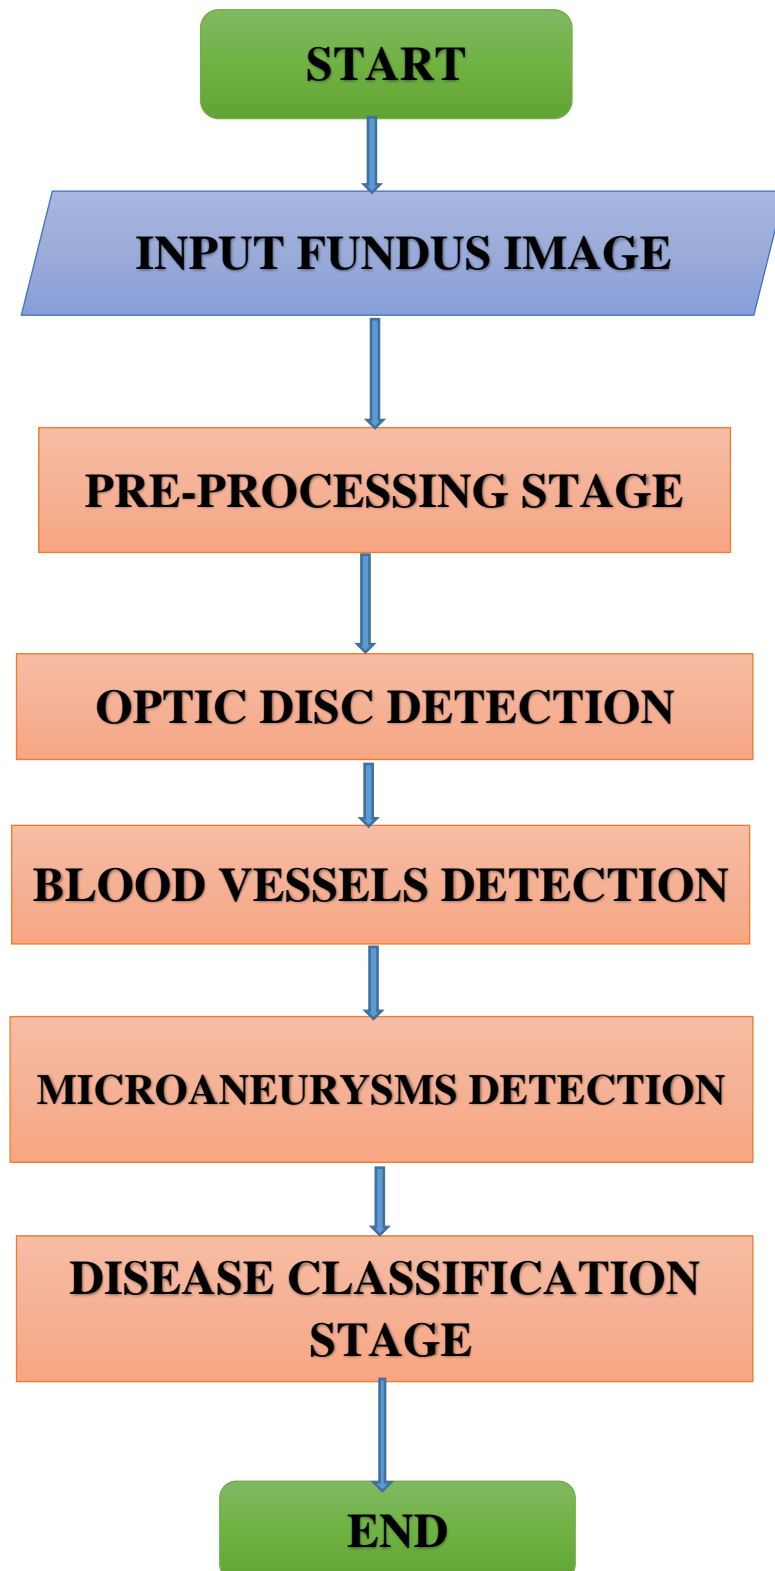 START
INPUT FUNDUS IMAGE
PRE-PROCESSING STAGE
OPTIC DISC DETECTION
BLOOD VESSELS DETECTION
MICROANEURYSMS DETECTION
DISEASE CLASSIFICATION
STAGE
END